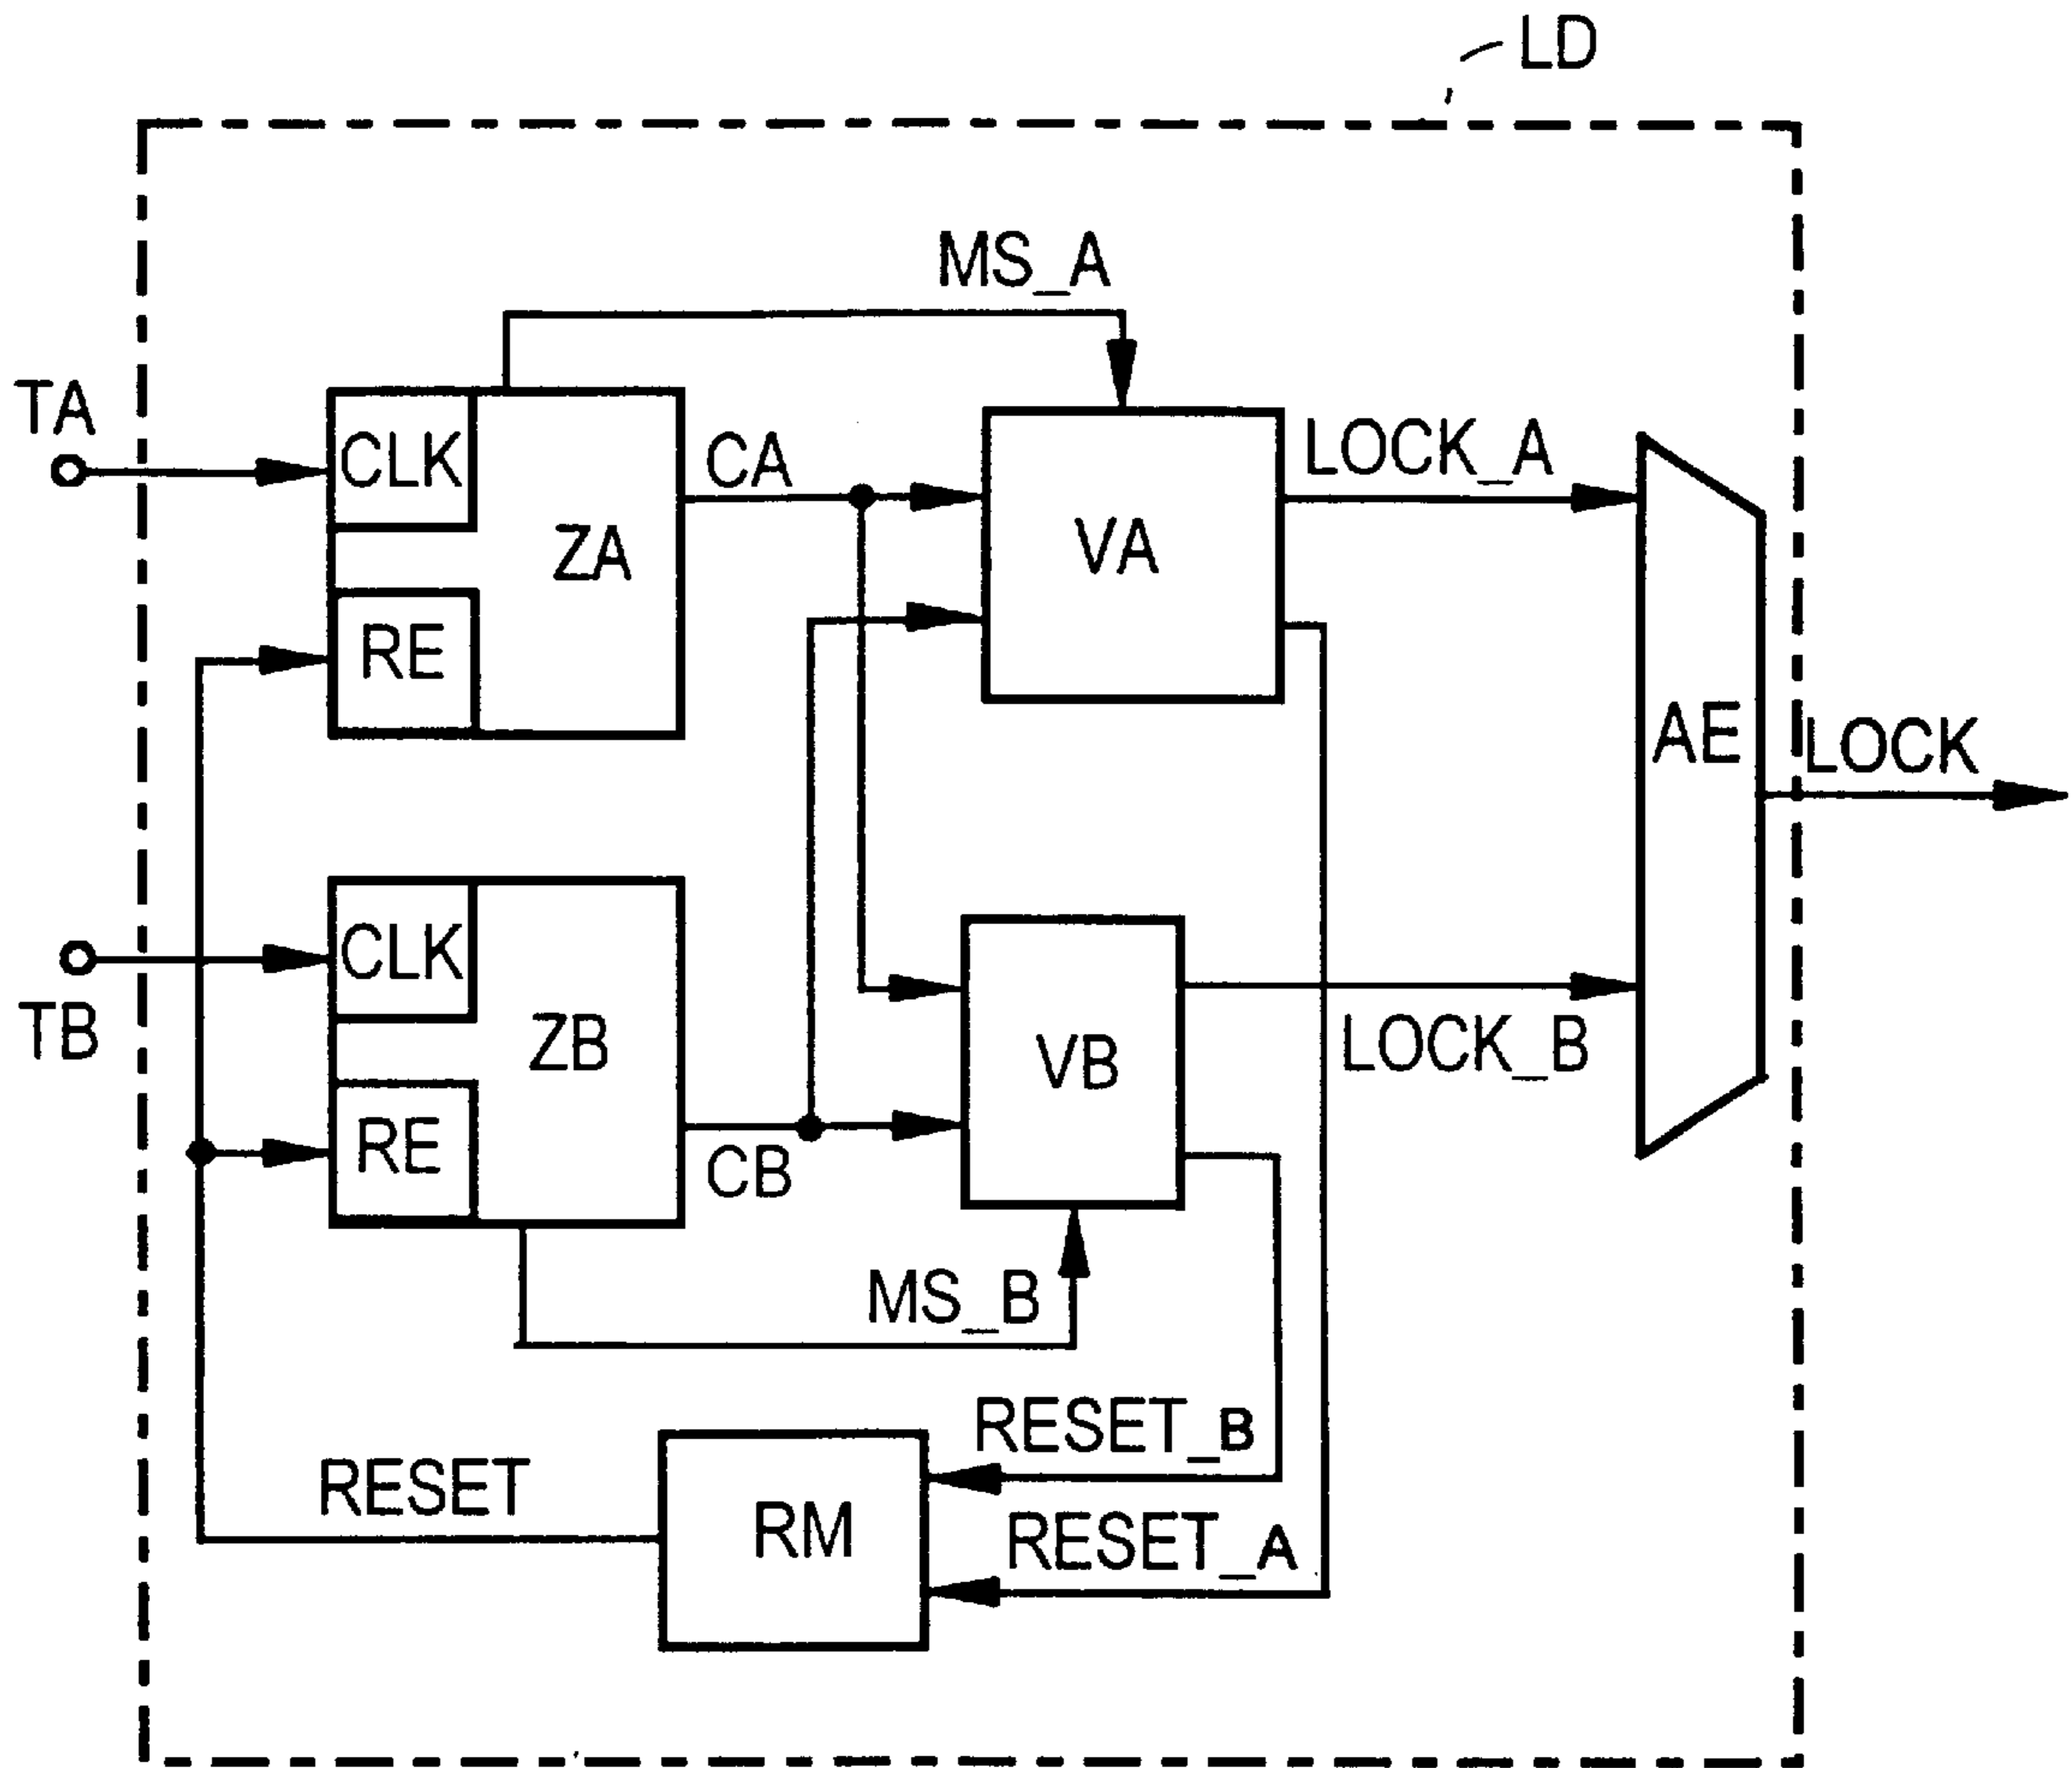 LD
MS_A
TA
CLK
CA
LOCK_A
ZA
VA
RE
AE
LOCK
CLK
TB
ZB
VB
LOCK_B
RE
CB
MS_B
RESET_B
RESET
RM
RESET_A